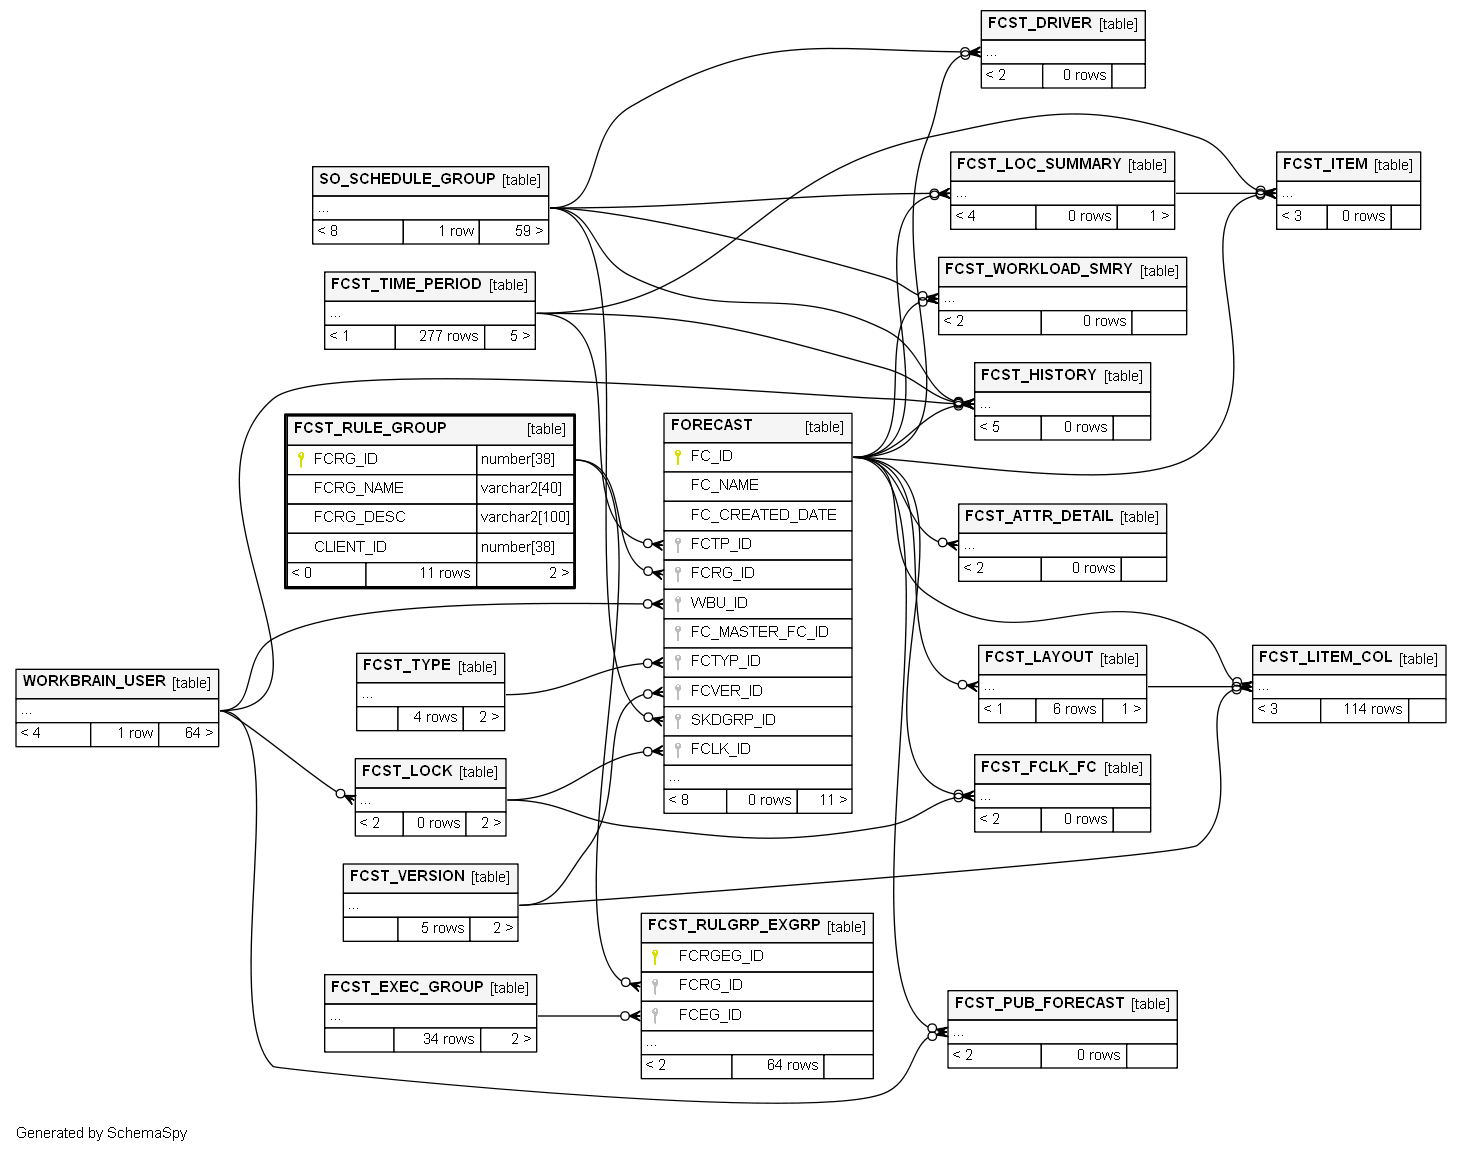 FCST_DRIVER [table]
...
< 2 0 rows
FCST_LOC_SUMMARY [table]
...
< 4 0 rows 1 >
FCST_ITEM [table]
...
< 3 0 rows
SO_SCHEDULE_GROUP [table]
...
< 8 1 row 59 >
FCST_WORKLOAD_SMRY [table]
...
< 2 0 rows
FCST_TIME_PERIOD [table]
...
< 1 277 rows 5 >
FCST_HISTORY [table]
...
< 5 0 rows
FCST_RULE_GROUP [table]
FCRG_ID number[38]
FCRG_NAME varchar2[40]
FCRG_DESC varchar2[100]
CLIENT_ID number[38]
< 0 11 rows 2 >
FORECAST [table]
FC_ID
FC_NAME
FC_CREATED_DATE
FCTP_ID
FCRG_ID
WBU_ID
FC_MASTER_FC_ID
FCTYP_ID
FCVER_ID
SKDGRP_ID
FCLK_ID
...
< 8 0 rows 11 >
FCST_ATTR_DETAIL [table]
...
< 2 0 rows
FCST_LAYOUT [table]
...
< 1 6 rows 1 >
FCST_LITEM_COL [table]
...
< 3 114 rows
WORKBRAIN_USER [table]
...
< 4 1 row 64 >
FCST_TYPE [table]
...
4 rows 2 >
FCST_LOCK [table]
...
< 2 0 rows 2 >
FCST_FCLK_FC [table]
...
< 2 0 rows
FCST_VERSION [table]
...
5 rows 2 >
FCST_RULGRP_EXGRP [table]
FCRGEG_ID
FCRG_ID
FCEG_ID
...
< 2 64 rows
FCST_EXEC_GROUP [table]
...
34 rows 2 >
FCST_PUB_FORECAST [table]
...
< 2 0 rows
Generated by SchemaSpy